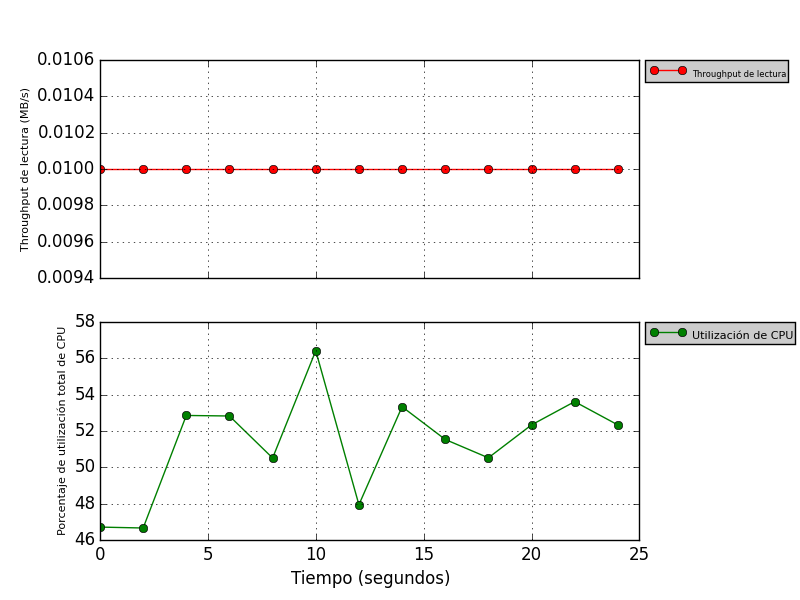 0.0106
0.0104
0.0102
0.0100
0.0098
0.0096
0.0094
Throughput de lectura (MB/s)
Throughput de lectura
58
56
54
52
50
48
46
Porcentaje de utilización total de CPU
Utilización de CPU
0 5 10 15 20 25
Tiempo (segundos)